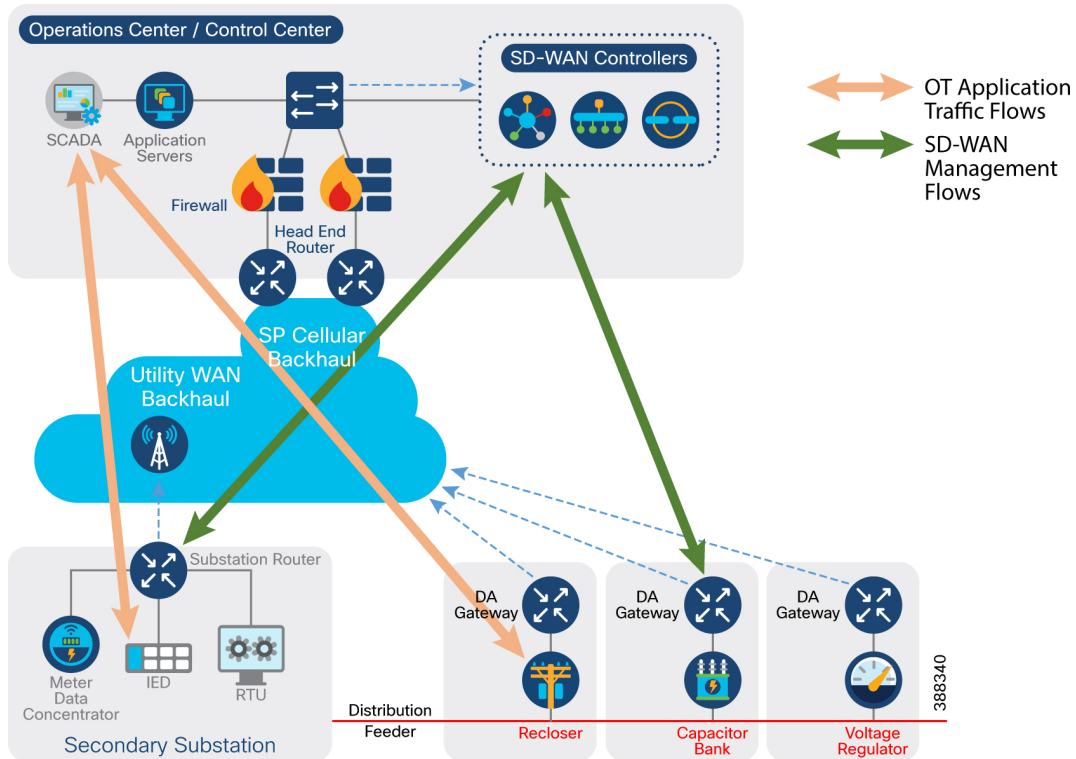 Operations Center / Control Center
SD-WAN Controllers
OT Application
Traffic Flows
SD-WAN
Management
Flows
SCADA
Application
Servers
Firewall
Head End
Router
SP Cellular
Backhaul
Utility WAN
Backhaul
Substation Router
Meter
Data
Concentrator
IED
RTU
Secondary Substation
DA
Gateway
DA
Gateway
DA
Gateway
Distribution
Feeder
Recloser
Capacitor
Bank
Voltage
Regulator
388340